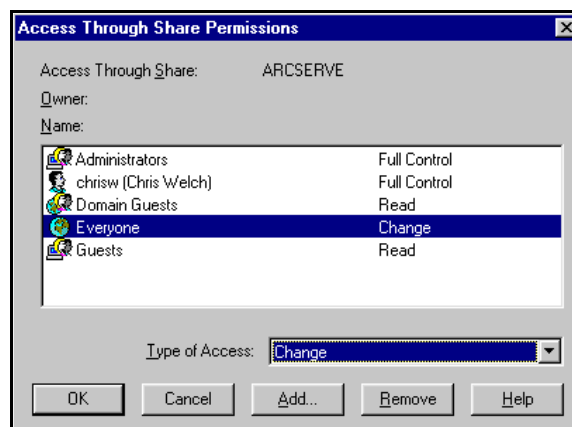 Access Through Share Permissions
Access Through Share: ARCSERVE
Owner:
Name:
Administrators Full Control
chrisw (Chris Welch) Full Control
Domain Guests Read
Everyone Change
Guests Read
Type of Access: Change
OK Cancel Add... Remove Help